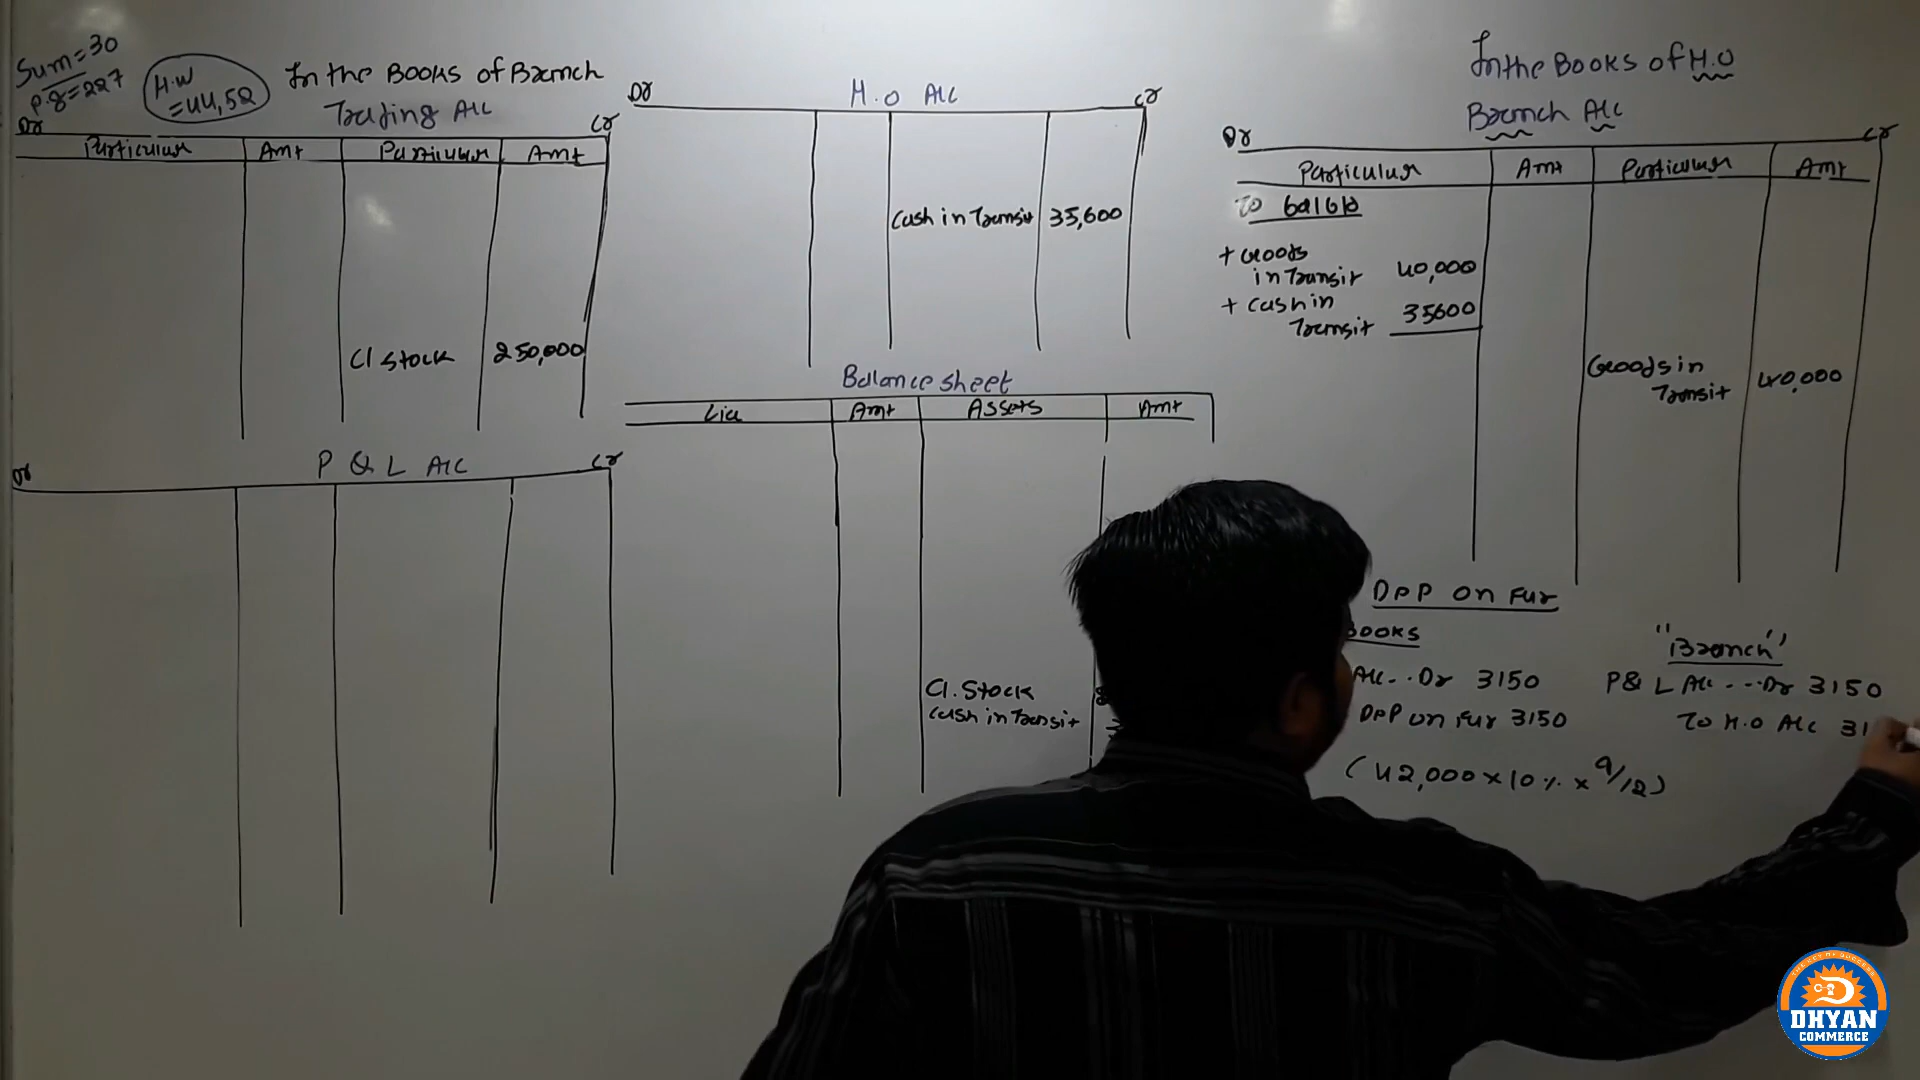 Sum=30
P.g=227
H.W
=44,52
In the Books of Branch
Trading A/c
Dr
Cr
Particular Amt Particular Amt
Cl Stock 250,000
P & L A/c
Dr
Cr
H.O A/c
Dr
Cr
Cash in Transit 35,600
Balance sheet
Lia Amt Assets Amt
Cl. Stock
Cash in Transit
In the Books of H.O
Branch A/c
Dr
Cr
Particular Amt Particular Amt
To bal b/d
+ Goods
in Transit 40,000
+ Cash in
Transit 35600
Goods in
Transit 40,000
Dep on Fur
Books
A/c...Dr 3150
Dep on Fur 3150
(42,000 x 10% x 9/12)
"Branch"
P & L A/c ---Dr 3150
To H.O A/c 31
DHYAN
COMMERCE